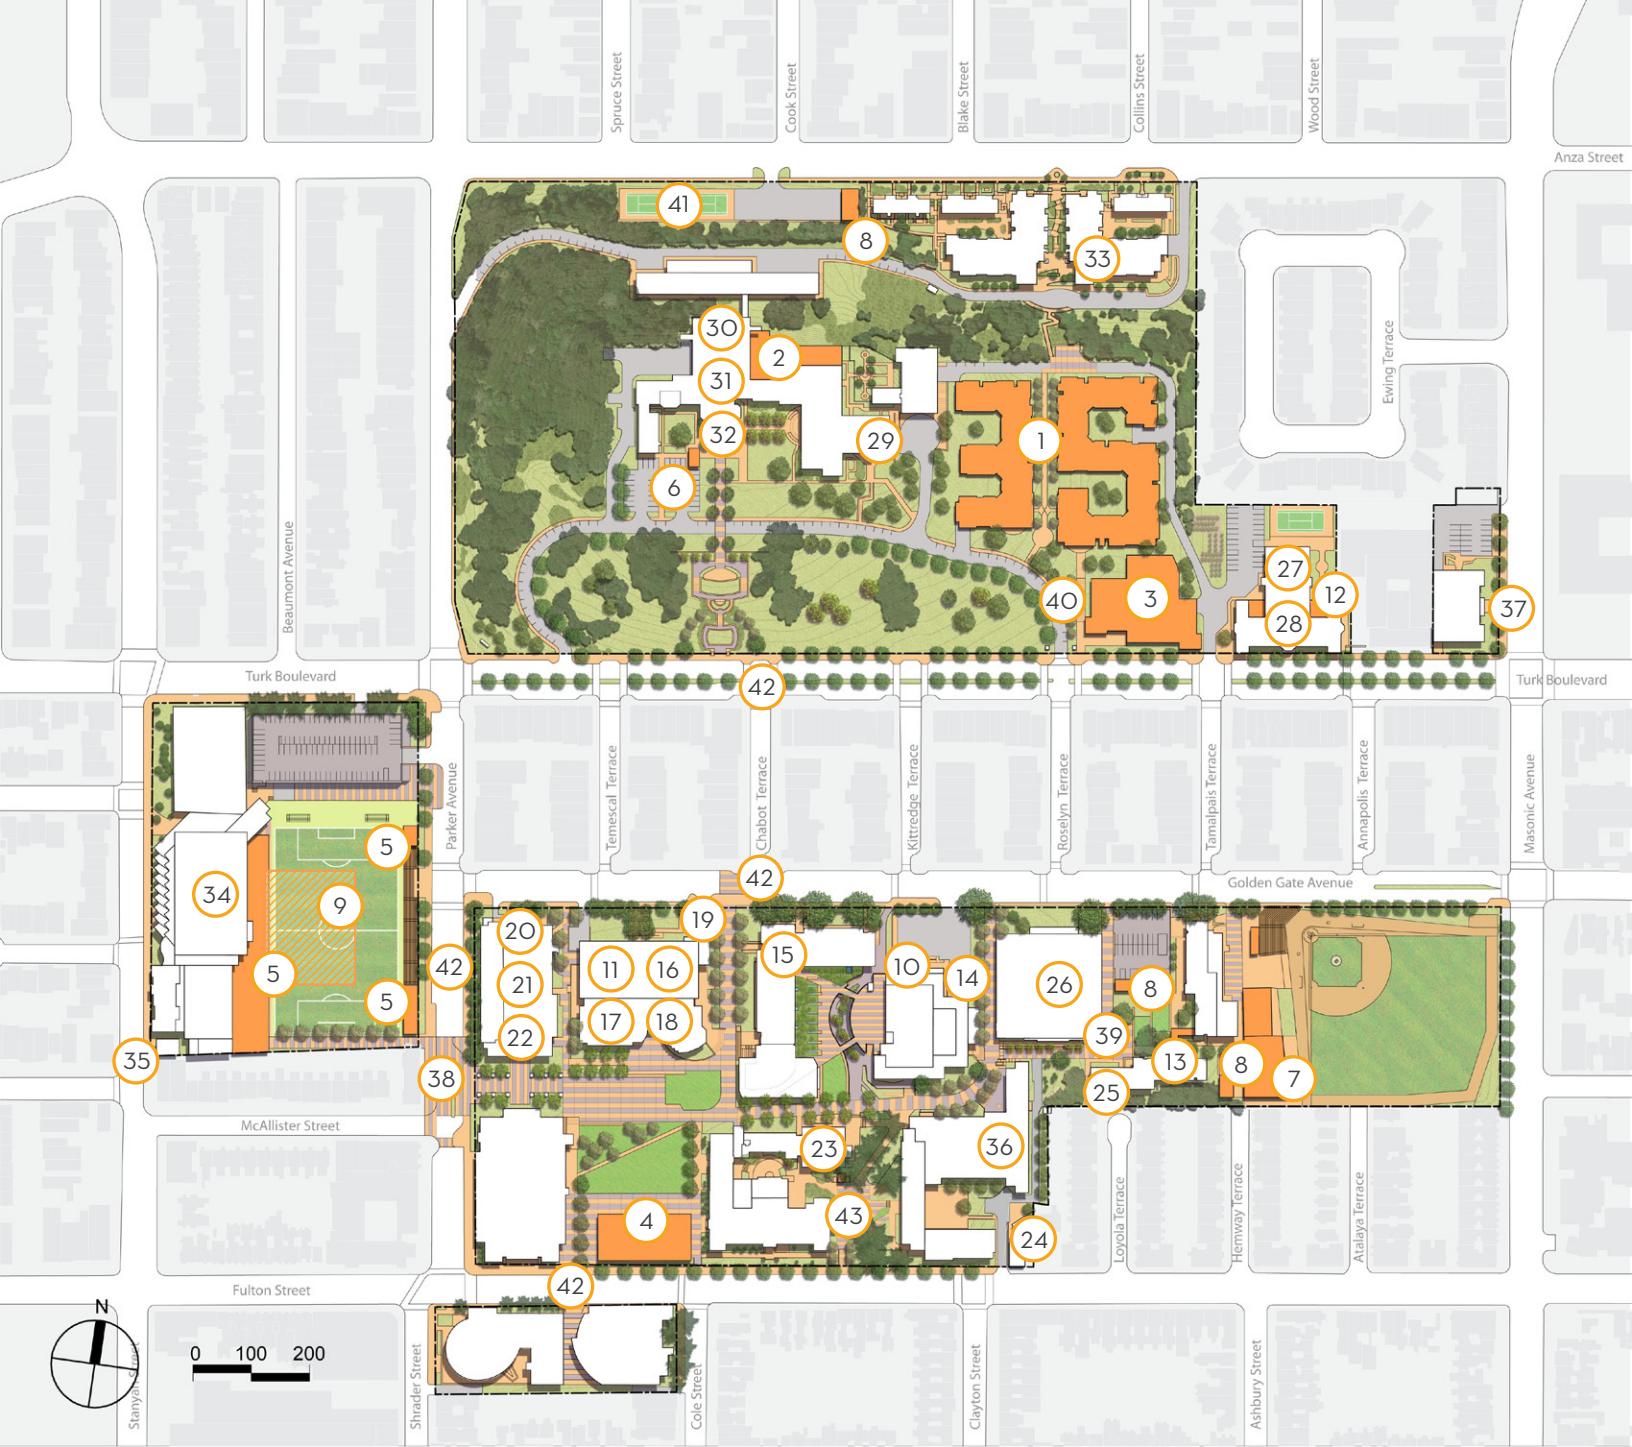 Spruce Street
Cook Street
Blake Street
Collins Street
Wood Street
Anza Street
41
8
33
30
2
31
32
29
1
6
Ewing Terrace
Beaumont Avenue
27
12
40
3
28
37
Turk Boulevard
42
Turk Boulevard
Parker Avenue
Temescal Terrace
Chabot Terrace
Kittredge Terrace
Roselyn Terrace
Tamalpais Terrace
Annapolis Terrace
Masonic Avenue
5
34
9
42
Golden Gate Avenue
19
20
15
42
11
16
10
14
5
21
26
8
5
17
18
22
39
35
38
13
8
7
25
McAllister Street
23
36
4
43
24
Loyola Terrace
Hemway Terrace
Atalaya Terrace
Fulton Street
42
N
0 100 200
Stanyan Street
Shrader Street
Cole Street
Clayton Street
Ashbury Street